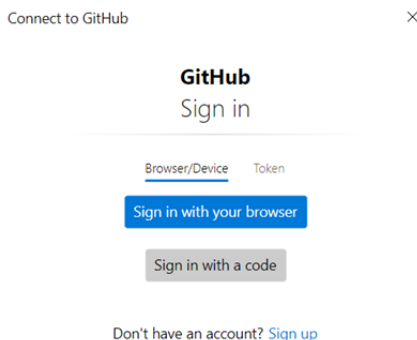 Connect to GitHub
GitHub
Sign in
Browser/Device Token
Sign in with your browser
Sign in with a code
Don't have an account? Sign up